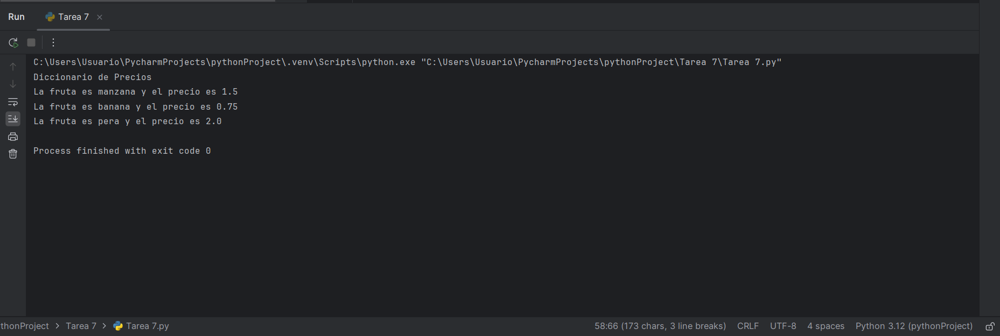 Run Tarea 7
C:\Users\Usuario\PycharmProjects\pythonProject\.venv\Scripts\python.exe "C:\Users\Usuario\PycharmProjects\pythonProject\Tarea 7\Tarea 7.py"
Diccionario de Precios
La fruta es manzana y el precio es 1.5
La fruta es banana y el precio es 0.75
La fruta es pera y el precio es 2.0
Process finished with exit code 0
thonProject > Tarea 7 > Tarea 7.py 58:66 (173 chars, 3 line breaks) CRLF UTF-8 4 spaces Python 3.12 (pythonProject)